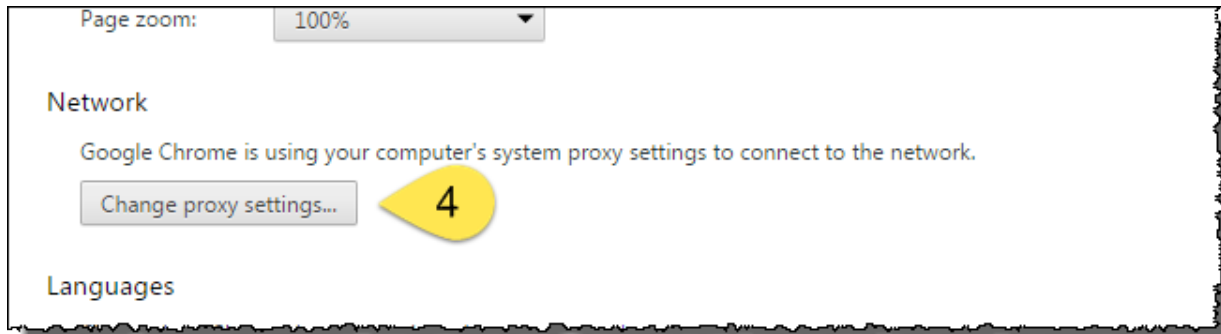 Page zoom: 100%
Network
Google Chrome is using your computer's system proxy settings to connect to the network.
Change proxy settings... 4
Languages